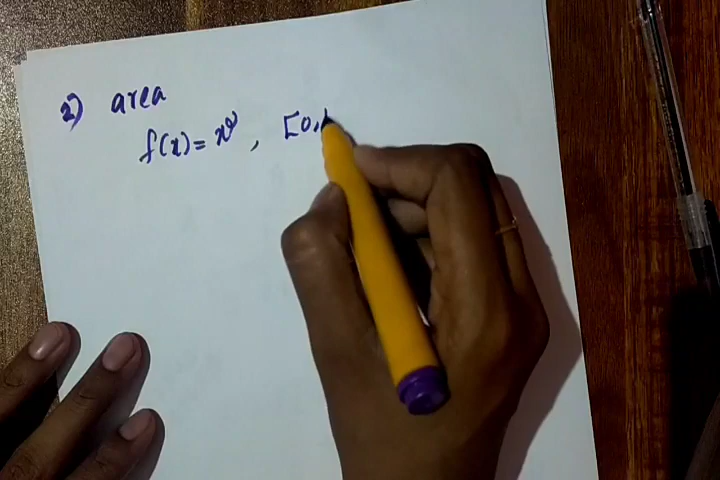 2) area
f(x) = x², [0,